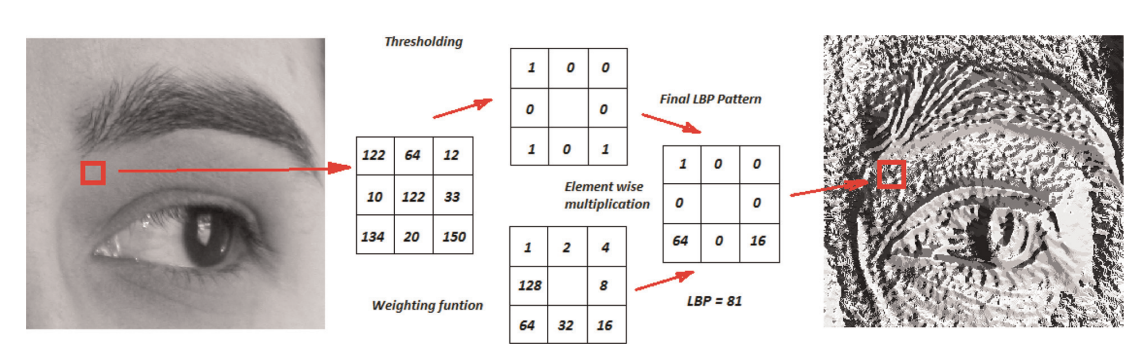 Thresholding
1 0 0
0 0
1 0 1
122 64 12
10 122 33
134 20 150
Weighting funtion
1 2 4
128 8
64 32 16
Element wise
multiplication
Final LBP Pattern
1 0 0
0 0
64 0 16
LBP = 81